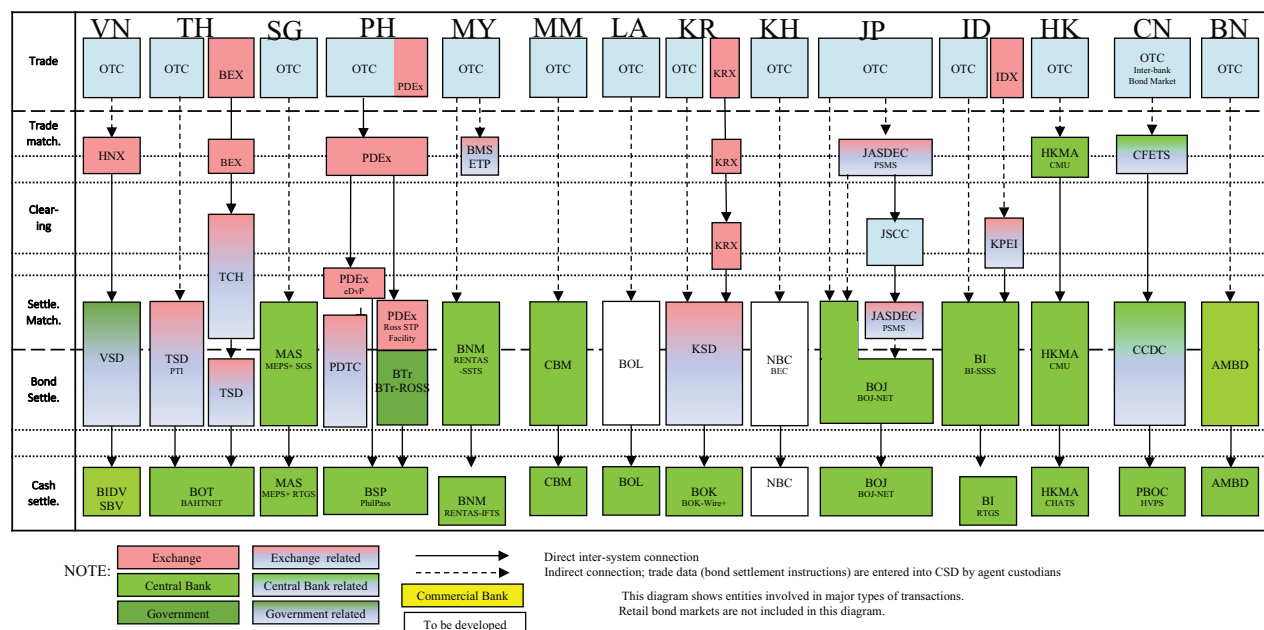 VN TH SG PH MY MM LA KR KH JP ID HK CN BN
Trade
OTC
OTC
BEX
OTC
OTC
PDEx
OTC
OTC
OTC
OTC
KRX
OTC
OTC
OTC
IDX
OTC
OTC
Inter-bank
Bond Market
OTC
Trade
match.
HNX
BEX
PDEx
BMS
ETP
KRX
JASDEC
PSMS
HKMA
CMU
CFETS
Clear-
ing
TCH
PDEx
eDvP
KRX
JSCC
KPEI
Settle.
Match.
Bond
Settle.
VSD
TSD
PTI
TSD
MAS
MEPS+ SGS
PDTC
PDEx
Ross STP
Facility
BTr
BTr-ROSS
BNM
RENTAS
-SSTS
CBM
BOL
KSD
NBC
BEC
JASDEC
PSMS
BOJ
BOJ-NET
BI
BI-SSSS
HKMA
CMU
CCDC
AMBD
Cash
settle.
BIDV
SBV
BOT
BAHTNET
MAS
MEPS+ RTGS
BSP
PhilPass
BNM
RENTAS-IFTS
CBM
BOL
BOK
BOK-Wire+
NBC
BOJ
BOJ-NET
BI
RTGS
HKMA
CHATS
PBOC
HVPS
AMBD
NOTE:
Exchange
Exchange related
Central Bank
Central Bank related
Government
Government related
Direct inter-system connection
Indirect connection; trade data (bond settlement instructions) are entered into CSD by agent custodians
Commercial Bank
To be developed
This diagram shows entities involved in major types of transactions.
Retail bond markets are not included in this diagram.